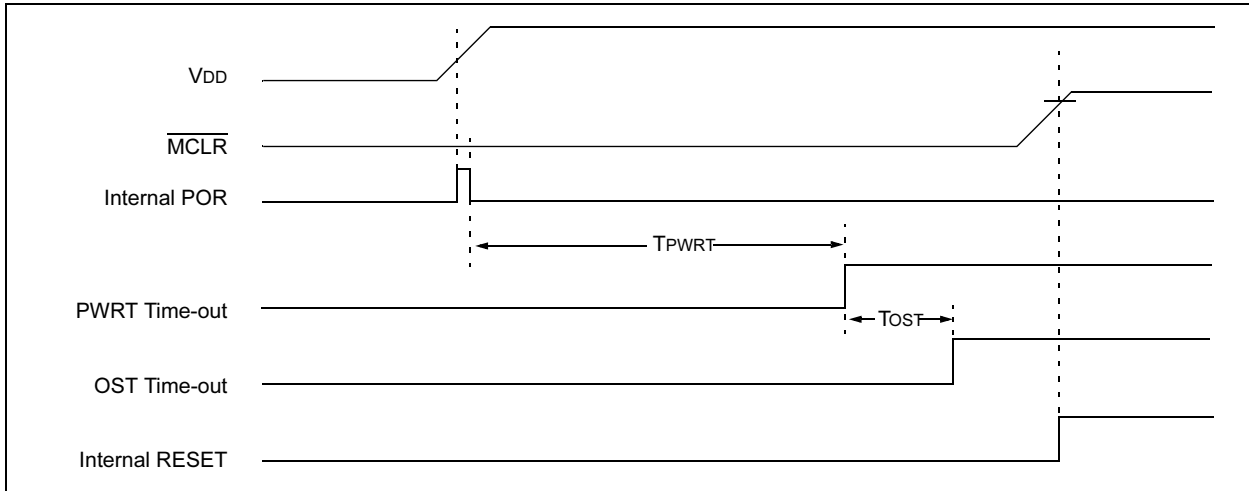 VDD
MCLR
Internal POR
TPWRT
PWRT Time-out
TOST
OST Time-out
Internal RESET